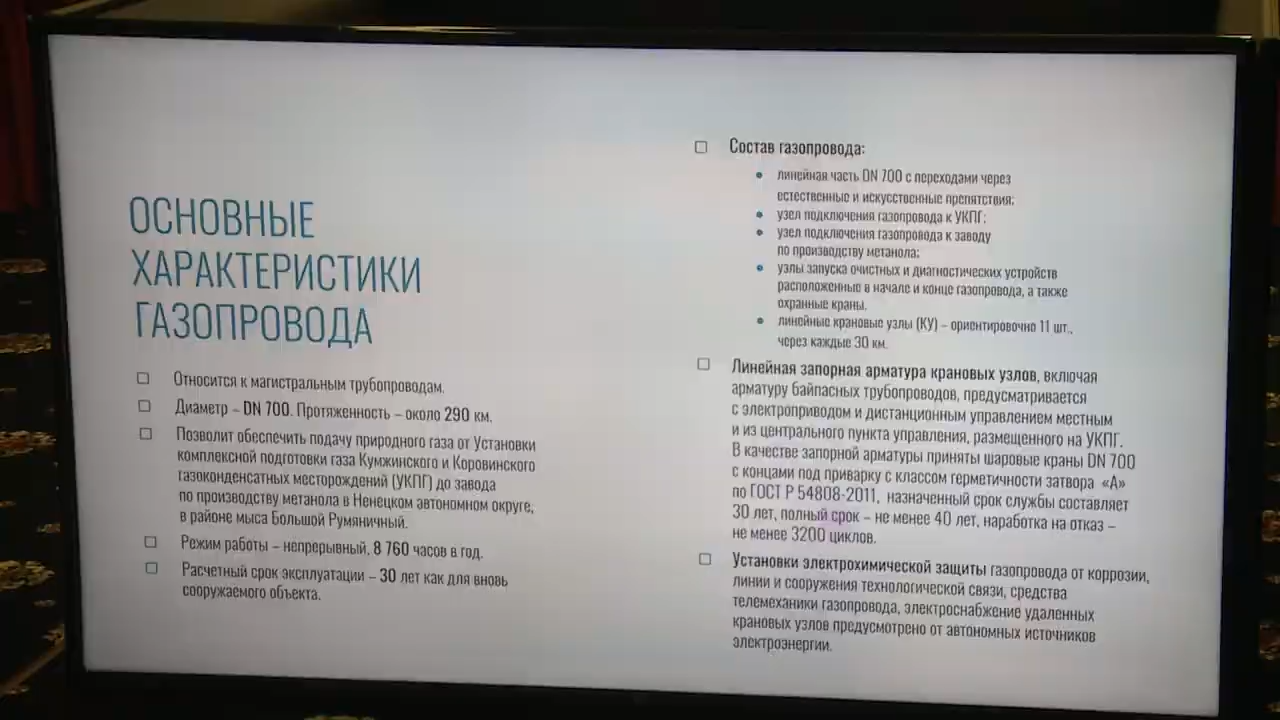 ОСНОВНЫЕ
ХАРАКТЕРИСТИКИ
ГАЗОПРОВОДА
Относится к магистральным трубопроводам.
Диаметр – DN 700. Протяженность – около 290 км.
Позволит обеспечить подачу природного газа от Установки
комплексной подготовки газа Кумжинского и Коровинского
газоконденсатных месторождений (УКПГ) до завода
по производству метанола в Ненецком автономном округе,
в районе мыса Большой Румяничный.
Режим работы – непрерывный, 8 760 часов в год.
Расчетный срок эксплуатации – 30 лет как для вновь
сооружаемого объекта.
Состав газопровода:
линейная часть DN 700 с переходами через
естественные и искусственные препятствия;
узел подключения газопровода к УКПГ;
узел подключения газопровода к заводу
по производству метанола;
узлы запуска очистных и диагностических устройств
расположенные в начале и конце газопровода, а также
охранные краны.
линейные крановые узлы (КУ) – ориентировочно 11 шт.,
через каждые 30 км.
Линейная запорная арматура крановых узлов, включая
арматуру байпасных трубопроводов, предусматривается
с электроприводом и дистанционным управлением местным
и из центрального пункта управления, размещенного на УКПГ.
В качестве запорной арматуры приняты шаровые краны DN 700
с концами под приварку с классом герметичности затвора «А»
по ГОСТ Р 54808-2011, назначенный срок службы составляет
30 лет, полный срок – не менее 40 лет, наработка на отказ –
не менее 3200 циклов.
Установки электрохимической защиты газопровода от коррозии,
линии и сооружения технологической связи, средства
телемеханики газопровода, электроснабжение удаленных
крановых узлов предусмотрено от автономных источников
электроэнергии.